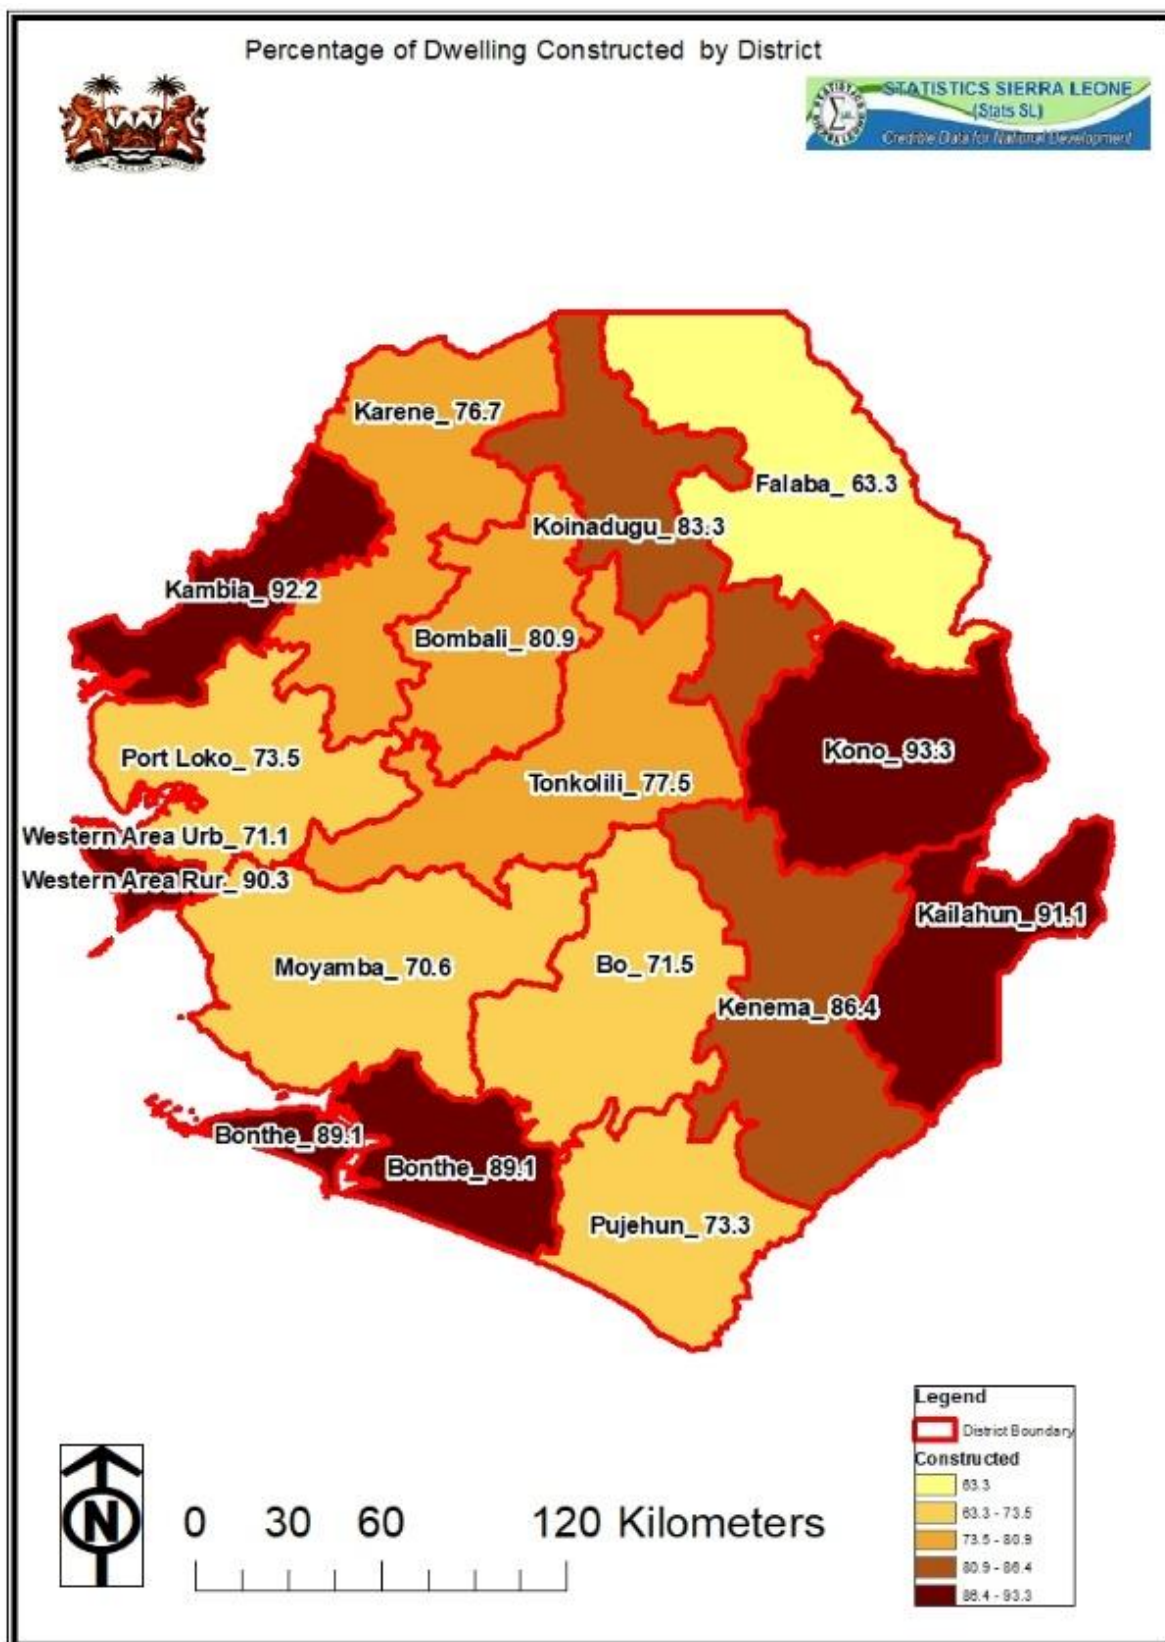 Percentage of Dwelling Constructed by District
STATISTICS SIERRA LEONE
(Stats SL)
Credible Data for National Development
Karene_ 76.7
Falaba_ 63.3
Koinadugu_ 83.3
Kambia_ 92.2
Bombali_ 80.9
Port Loko_ 73.5
Kono_ 93.3
Tonkolili_ 77.5
Western Area Urb_ 71.1
Western Area Rur_ 90.3
Kailahun_ 91.1
Moyamba_ 70.6
Bo_ 71.5
Kenema_ 86.4
Bonthe_ 89.1
Bonthe_ 89.1
Pujehun_ 73.3
Legend
District Boundary
Constructed
63.3
63.3 - 73.5
73.5 - 80.9
80.9 - 86.4
86.4 - 93.3
N
0 30 60 120 Kilometers